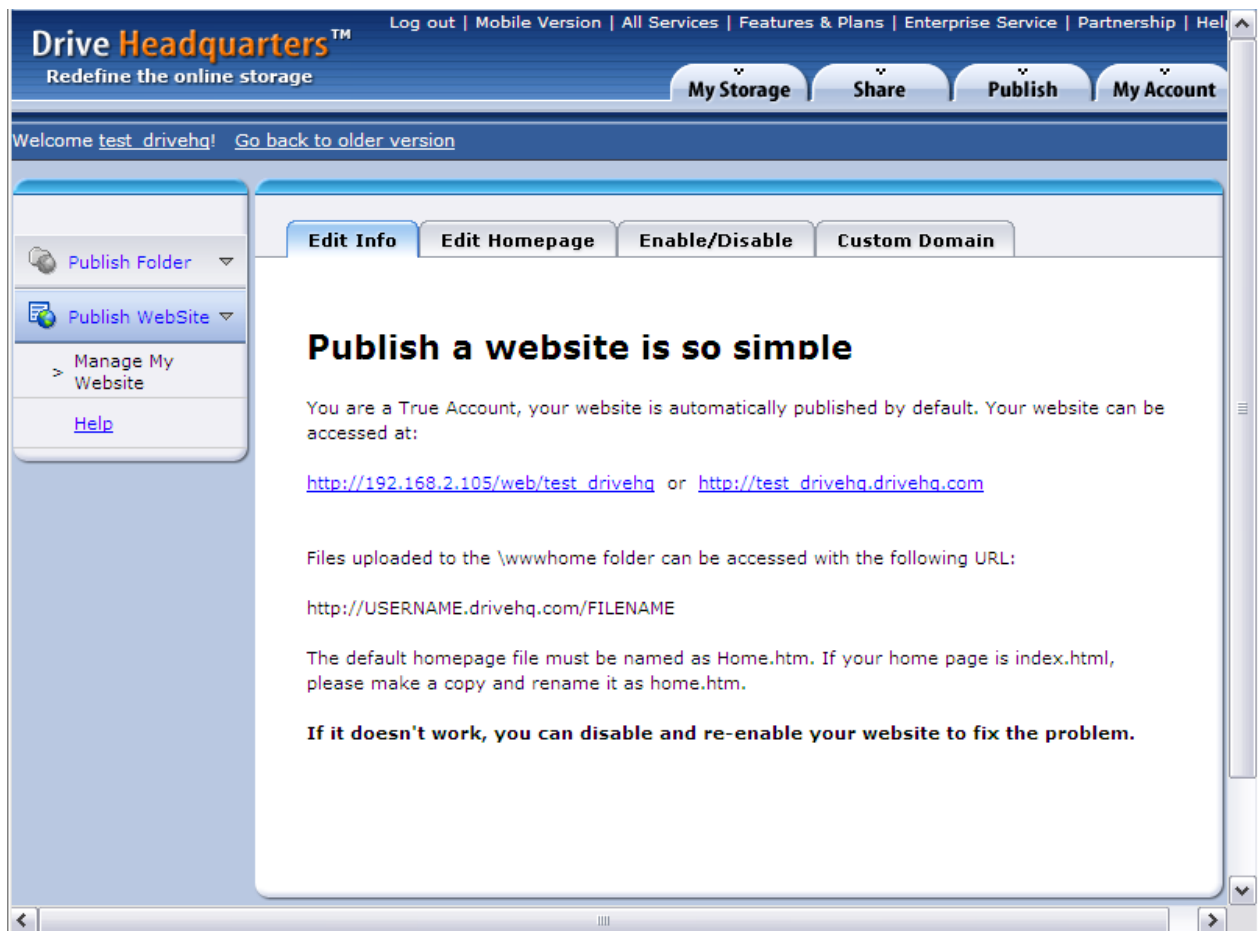 Log out | Mobile Version | All Services | Features & Plans | Enterprise Service | Partnership |
Drive Headquarters™
Redefine the online storage
My Storage Share Publish My Account
Welcome test_drivehq! Go back to older version
Publish Folder
Publish WebSite
> Manage My
Website
Help
Edit Info Edit Homepage Enable/Disable Custom Domain
Publish a website is so simple
You are a True Account, your website is automatically published by default. Your website can be
accessed at:
http://192.168.2.105/web/test_drivehq or http://test_drivehq.drivehq.com
Files uploaded to the \wwwhome folder can be accessed with the following URL:
http://USERNAME.drivehq.com/FILENAME
The default homepage file must be named as Home.htm. If your home page is index.html,
please make a copy and rename it as home.htm.
If it doesn't work, you can disable and re-enable your website to fix the problem.